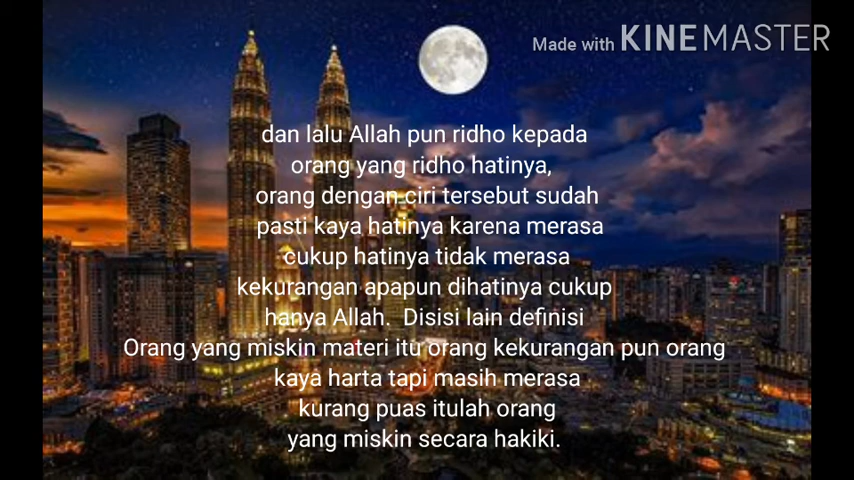 Made with KINEMASTER
dan lalu Allah pun ridho kepada
orang yang ridho hatinya,
orang dengan ciri tersebut sudah
pasti kaya hatinya karena merasa
cukup hatinya tidak merasa
kekurangan apapun dihatinya cukup
hanya Allah.  Disisi lain definisi
Orang yang miskin materi itu orang kekurangan pun orang
kaya harta tapi masih merasa
kurang puas itulah orang
yang miskin secara hakiki.